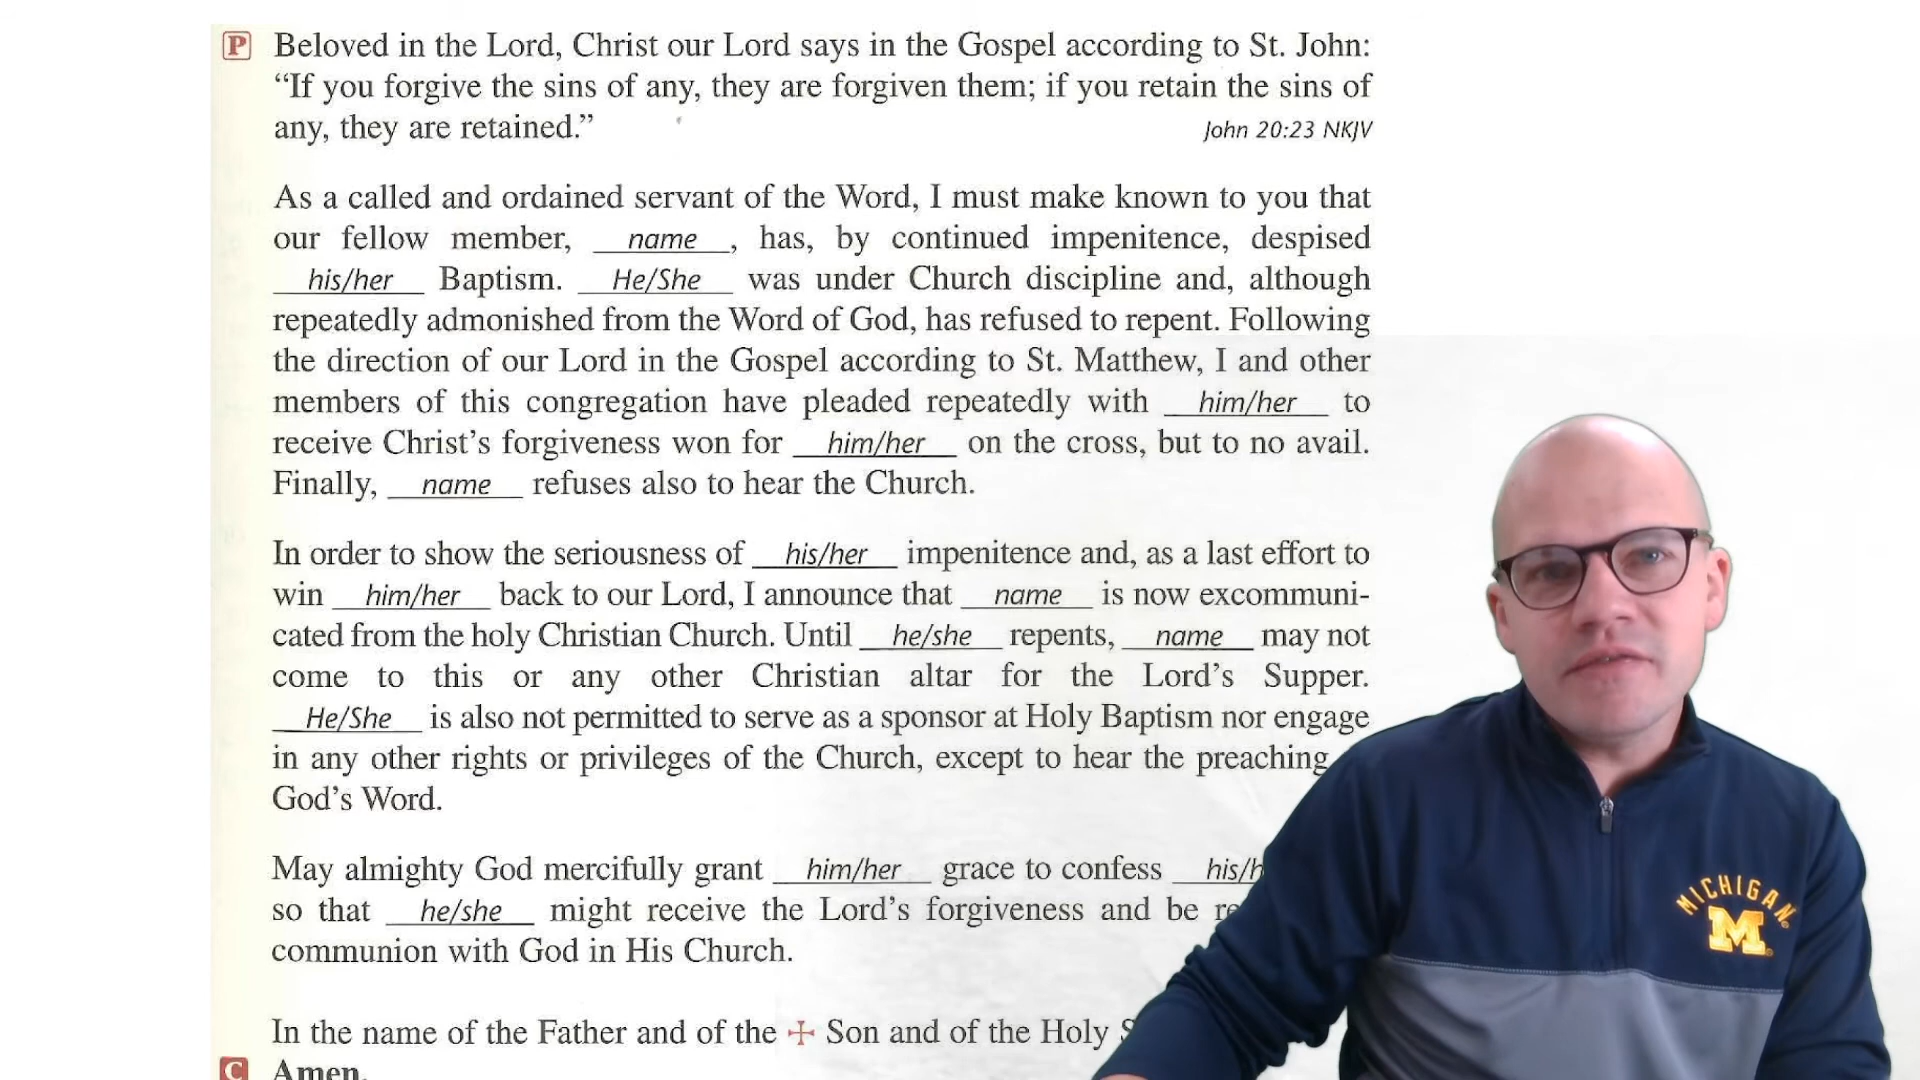 P Beloved in the Lord, Christ our Lord says in the Gospel according to St. John:
“If you forgive the sins of any, they are forgiven them; if you retain the sins of
any, they are retained.” John 20:23 NKJV
As a called and ordained servant of the Word, I must make known to you that
our fellow member, name, has, by continued impenitence, despised
his/her Baptism. He/She was under Church discipline and, although
repeatedly admonished from the Word of God, has refused to repent. Following
the direction of our Lord in the Gospel according to St. Matthew, I and other
members of this congregation have pleaded repeatedly with him/her to
receive Christ’s forgiveness won for him/her on the cross, but to no avail.
Finally, name refuses also to hear the Church.
In order to show the seriousness of his/her impenitence and, as a last effort to
win him/her back to our Lord, I announce that name is now excommuni-
cated from the holy Christian Church. Until he/she repents, name may not
come to this or any other Christian altar for the Lord’s Supper.
He/She is also not permitted to serve as a sponsor at Holy Baptism nor engage
in any other rights or privileges of the Church, except to hear the preaching
God’s Word.
May almighty God mercifully grant him/her grace to confess his/h
so that he/she might receive the Lord’s forgiveness and be re
communion with God in His Church.
In the name of the Father and of the ☩ Son and of the Holy S
C Amen.
MICHIGAN
M